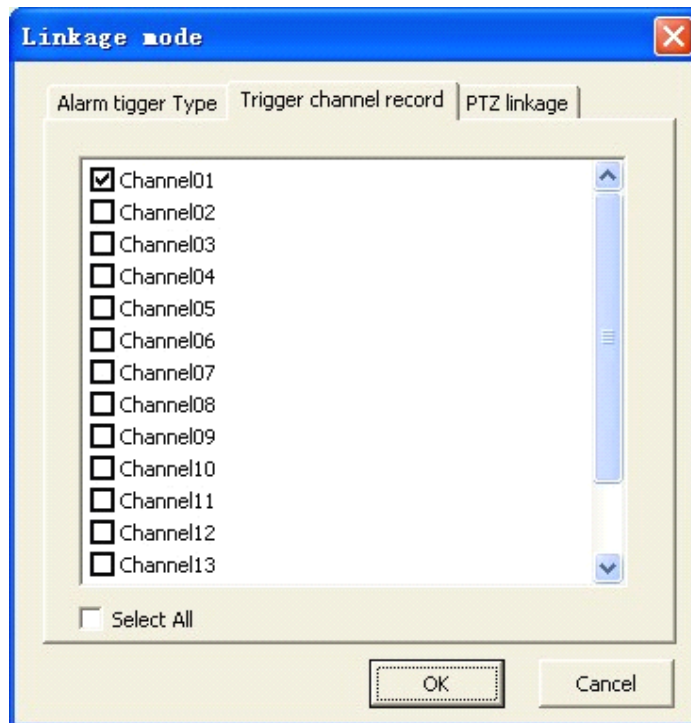 Linkage mode
Alarm tigger Type Trigger channel record PTZ linkage
Channel01
Channel02
Channel03
Channel04
Channel05
Channel06
Channel07
Channel08
Channel09
Channel10
Channel11
Channel12
Channel13
Select All
OK Cancel